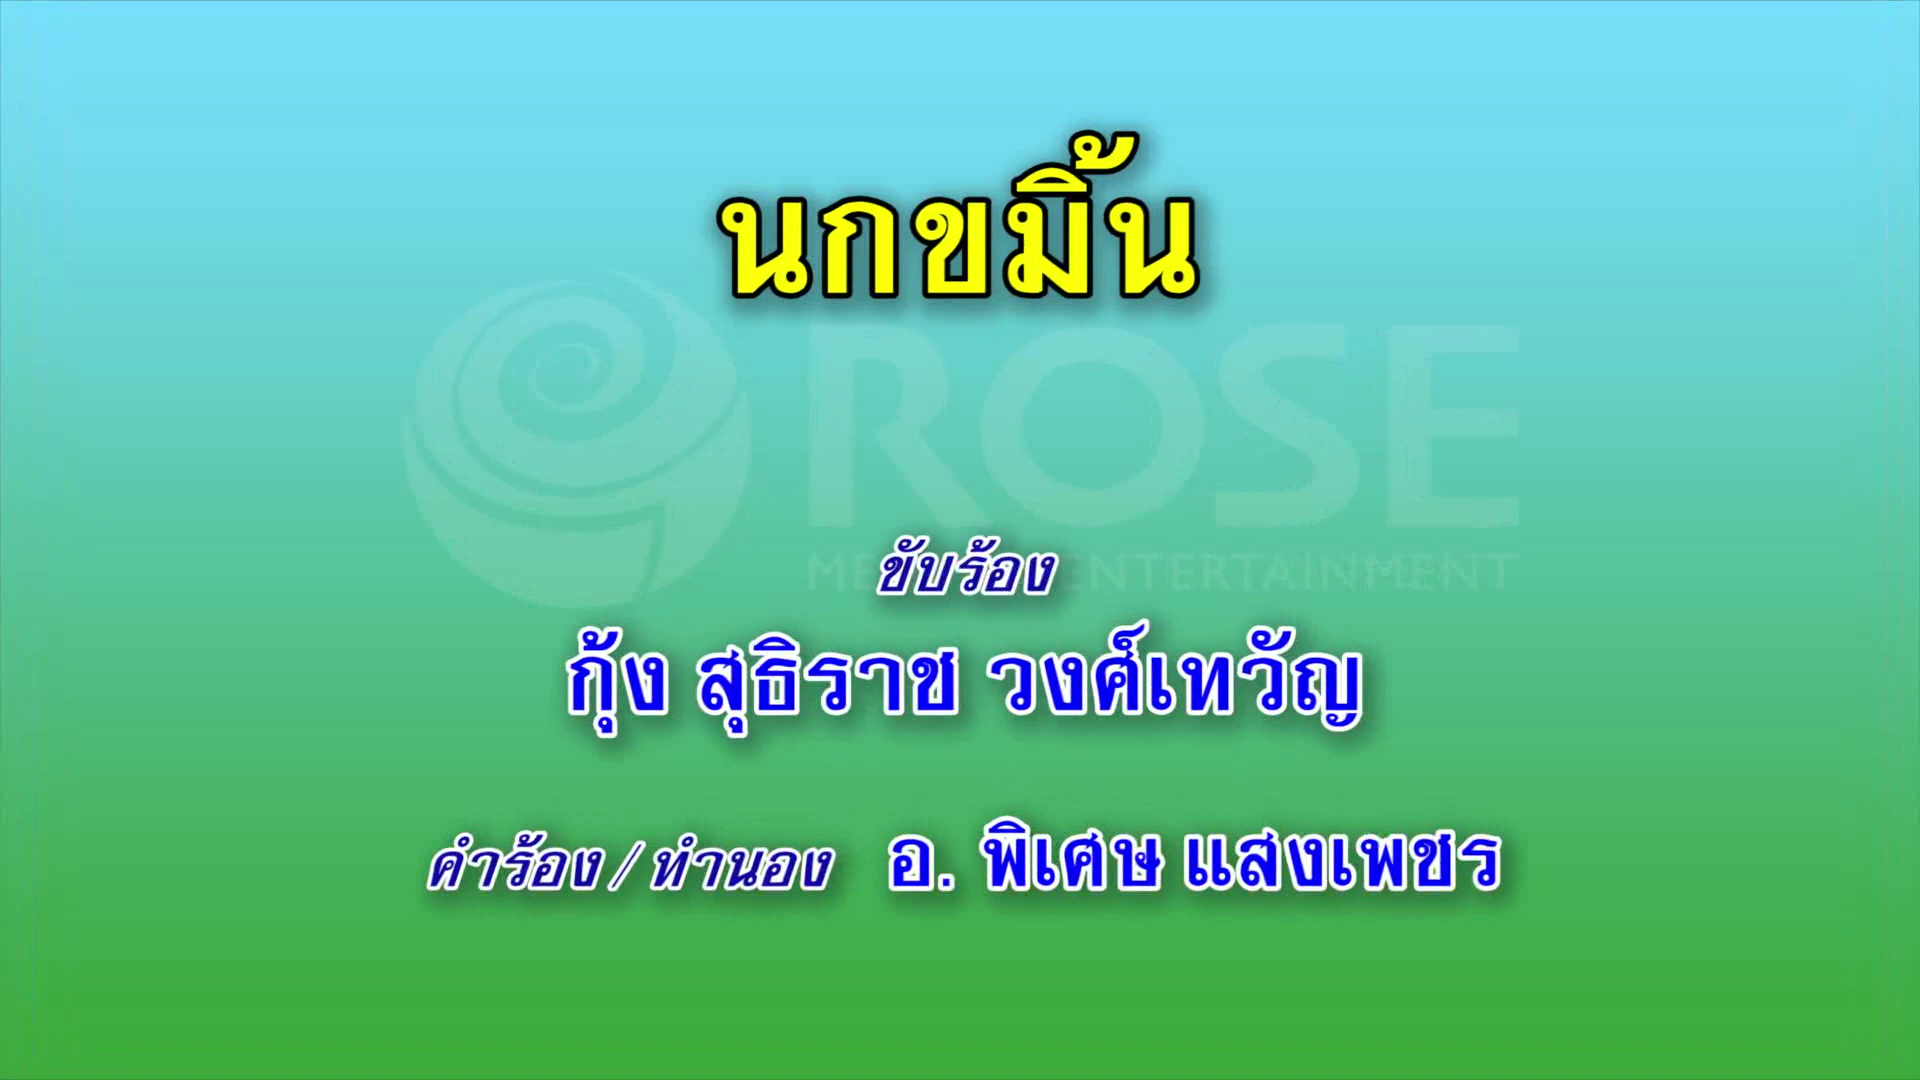 นกขมิ้น
ROSE
ENTERTAINMENT
ขับร้อง
กุ้ง สุธิราช วงศ์เทวัญ
คำร้อง / ทำนอง อ. พิเศษ แสงเพชร